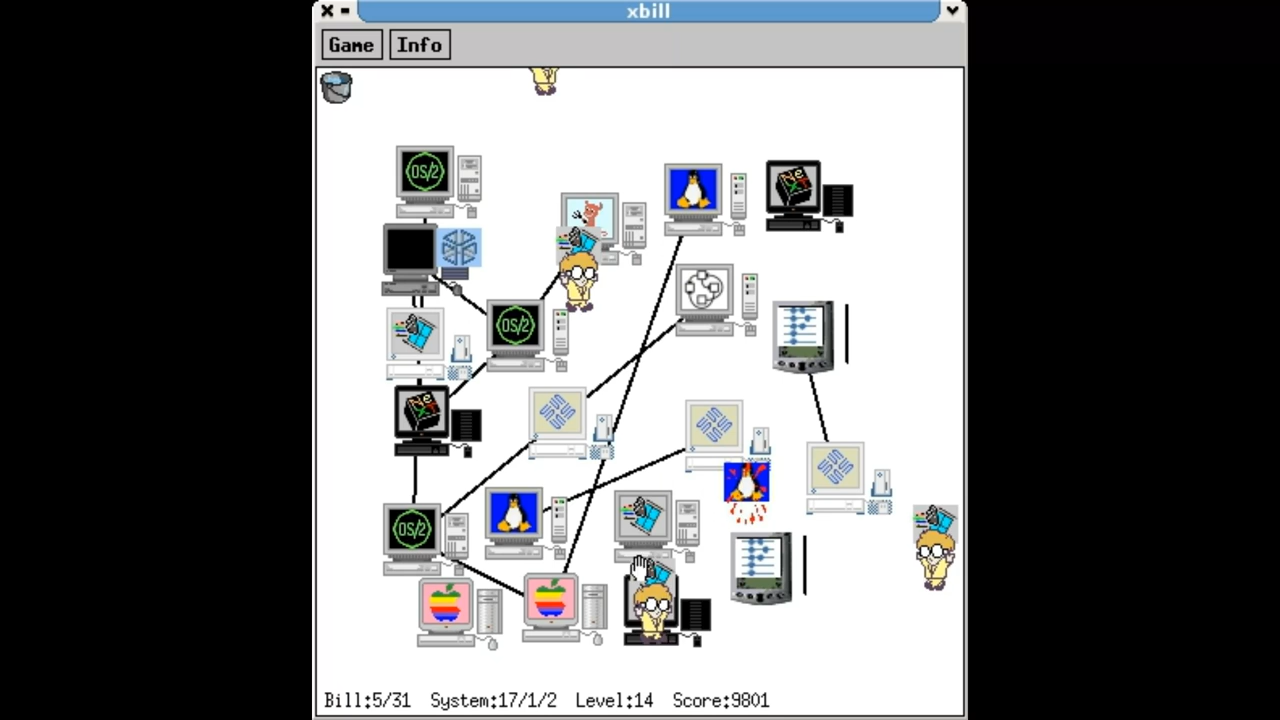 xbill
Game Info
OS/2
OS/2
OS/2
Bill:5/31 System:17/1/2 Level:14 Score:9801